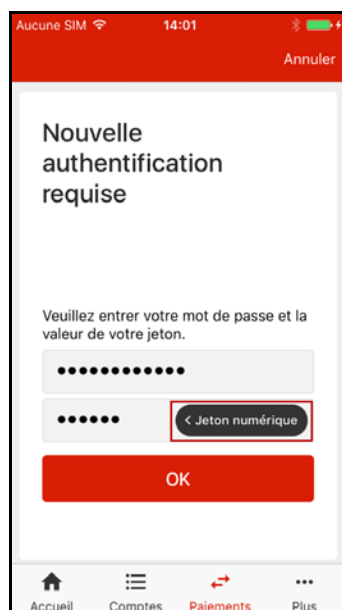 Aucune SIM 14:01
Annuler
Nouvelle
authentification
requise
Veuillez entrer votre mot de passe et la
valeur de votre jeton.
••••••••••••
•••••• < Jeton numérique
OK
Accueil Comptes Paiements Plus